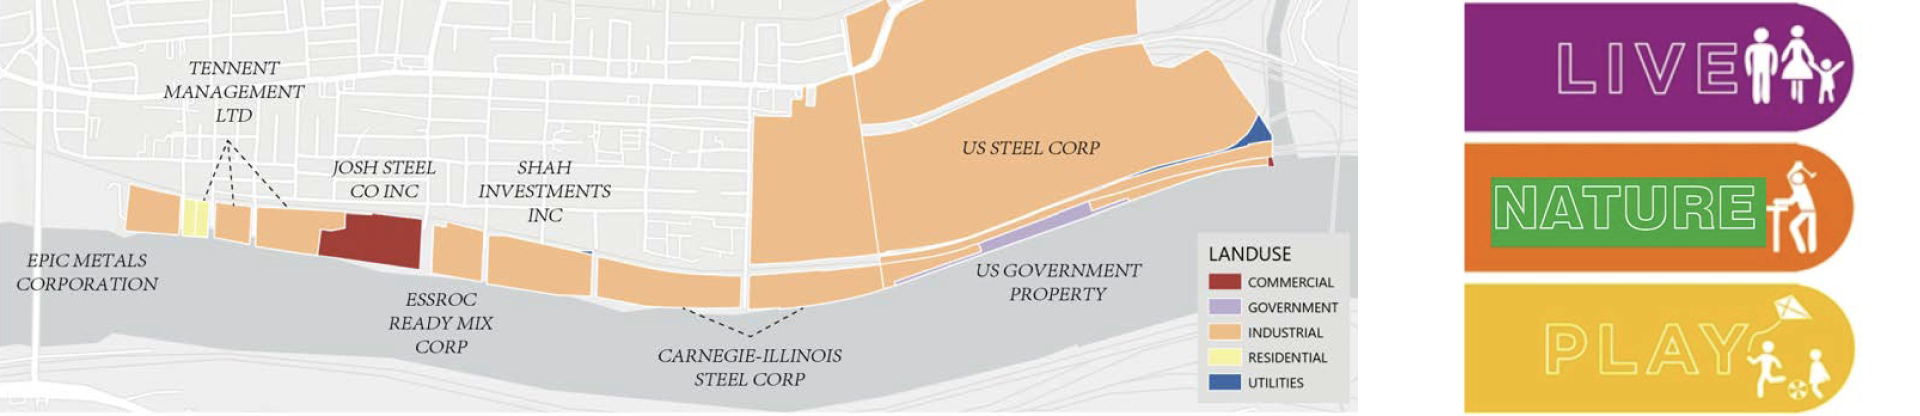 TENNENT
MANAGEMENT
LTD
JOSH STEEL
CO INC
SHAH
INVESTMENTS
INC
US STEEL CORP
EPIC METALS
CORPORATION
ESSROC
READY MIX
CORP
CARNEGIE-ILLINOIS
STEEL CORP
US GOVERNMENT
PROPERTY
LANDUSE
COMMERCIAL
GOVERNMENT
INDUSTRIAL
RESIDENTIAL
UTILITIES
LIVE
NATURE
PLAY